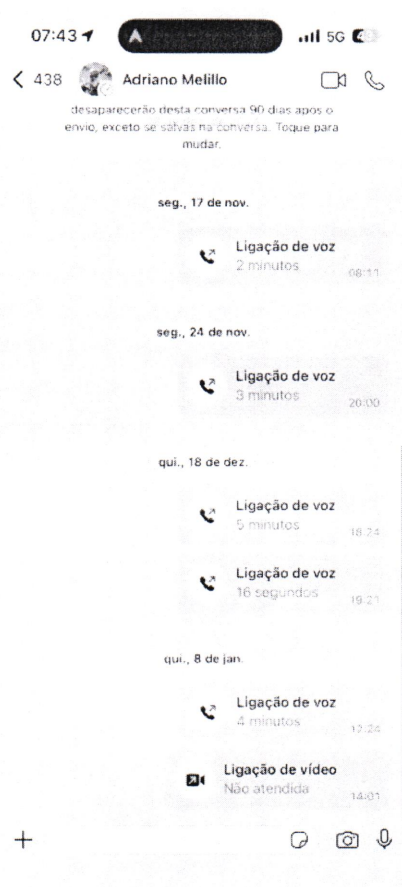 07:43
5G
438 Adriano Melillo
desaparecerão desta conversa 90 dias após o
envio, exceto se salvas na conversa. Toque para
mudar.
seg., 17 de nov.
Ligação de voz
2 minutos
08:11
seg., 24 de nov.
Ligação de voz
3 minutos
20:00
qui., 18 de dez.
Ligação de voz
5 minutos
18:24
Ligação de voz
16 segundos
19:21
qui., 8 de jan.
Ligação de voz
4 minutos
12:24
Ligação de vídeo
Não atendida
14:01